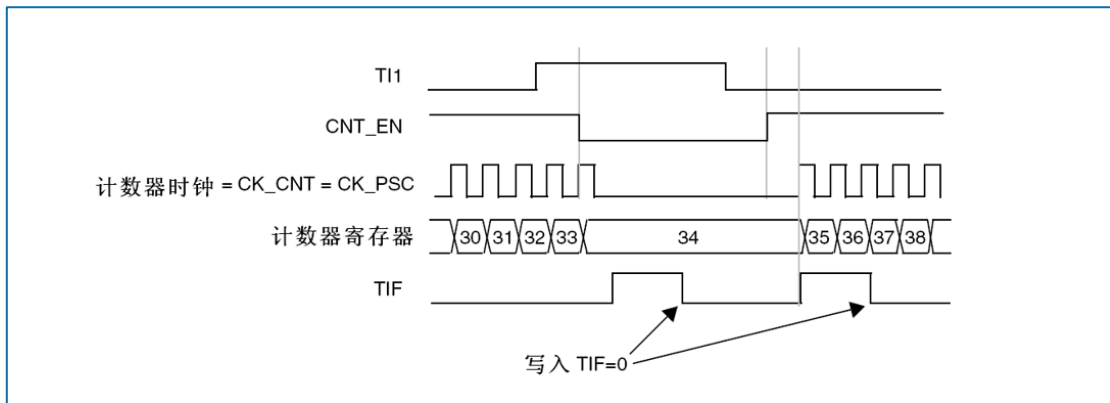 TI1
CNT_EN
计数器时钟 = CK_CNT = CK_PSC
计数器寄存器 30 31 32 33 34 35 36 37 38
TIF
写入 TIF=0